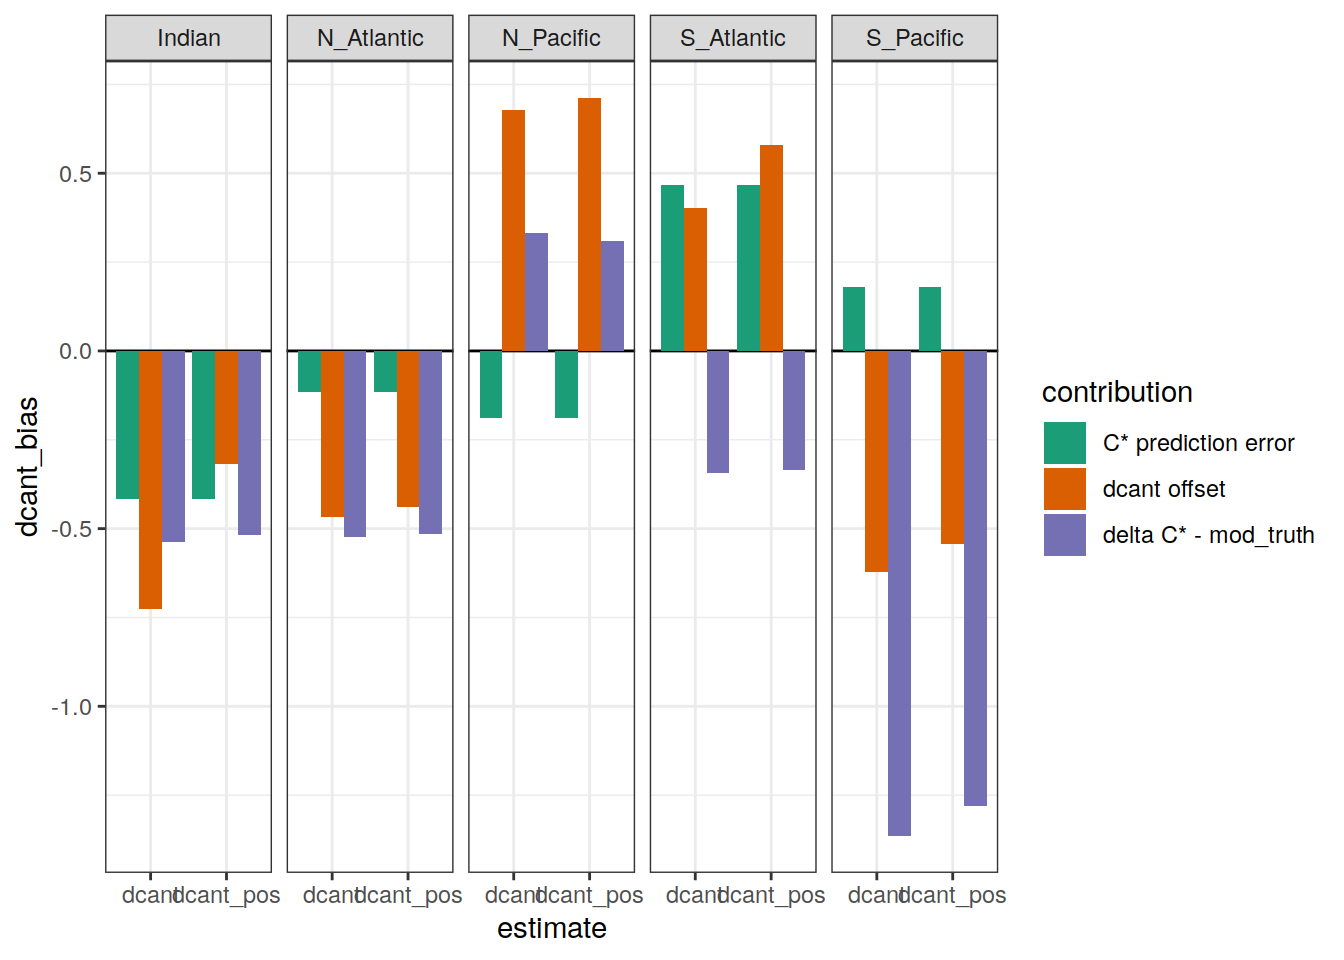 Indian N_Atlantic N_Pacific S_Atlantic S_Pacific
0.5
0.0
-0.5
-1.0
dcant_bias
dcant dcant_pos dcant dcant_pos dcant dcant_pos dcant dcant_pos dcant dcant_pos
estimate
contribution
C* prediction error
dcant offset
delta C* - mod_truth